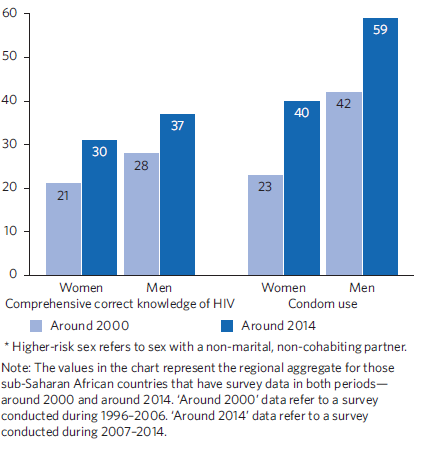 60
50
40
30
20
10
0
21
30
28
37
23
40
42
59
Women Men Women Men
Comprehensive correct knowledge of HIV Condom use
Around 2000 Around 2014
* Higher-risk sex refers to sex with a non-marital, non-cohabiting partner.
Note: The values in the chart represent the regional aggregate for those
sub-Saharan African countries that have survey data in both periods—
around 2000 and around 2014. ‘Around 2000’ data refer to a survey
conducted during 1996–2006. ‘Around 2014’ data refer to a survey
conducted during 2007–2014.